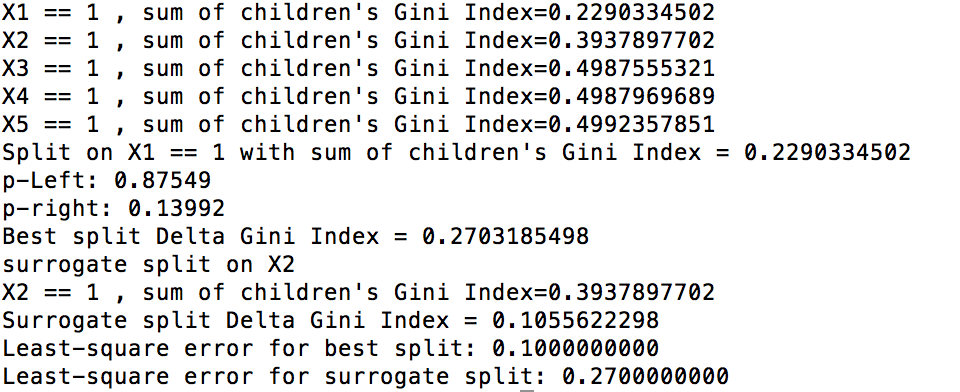 X1 == 1 , sum of children's Gini Index=0.2290334502
X2 == 1 , sum of children's Gini Index=0.3937897702
X3 == 1 , sum of children's Gini Index=0.4987555321
X4 == 1 , sum of children's Gini Index=0.4987969689
X5 == 1 , sum of children's Gini Index=0.4992357851
Split on X1 == 1 with sum of children's Gini Index = 0.2290334502
p-Left: 0.87549
p-right: 0.13992
Best split Delta Gini Index = 0.2703185498
surrogate split on X2
X2 == 1 , sum of children's Gini Index=0.3937897702
Surrogate split Delta Gini Index = 0.1055622298
Least-square error for best split: 0.1000000000
Least-square error for surrogate split: 0.2700000000